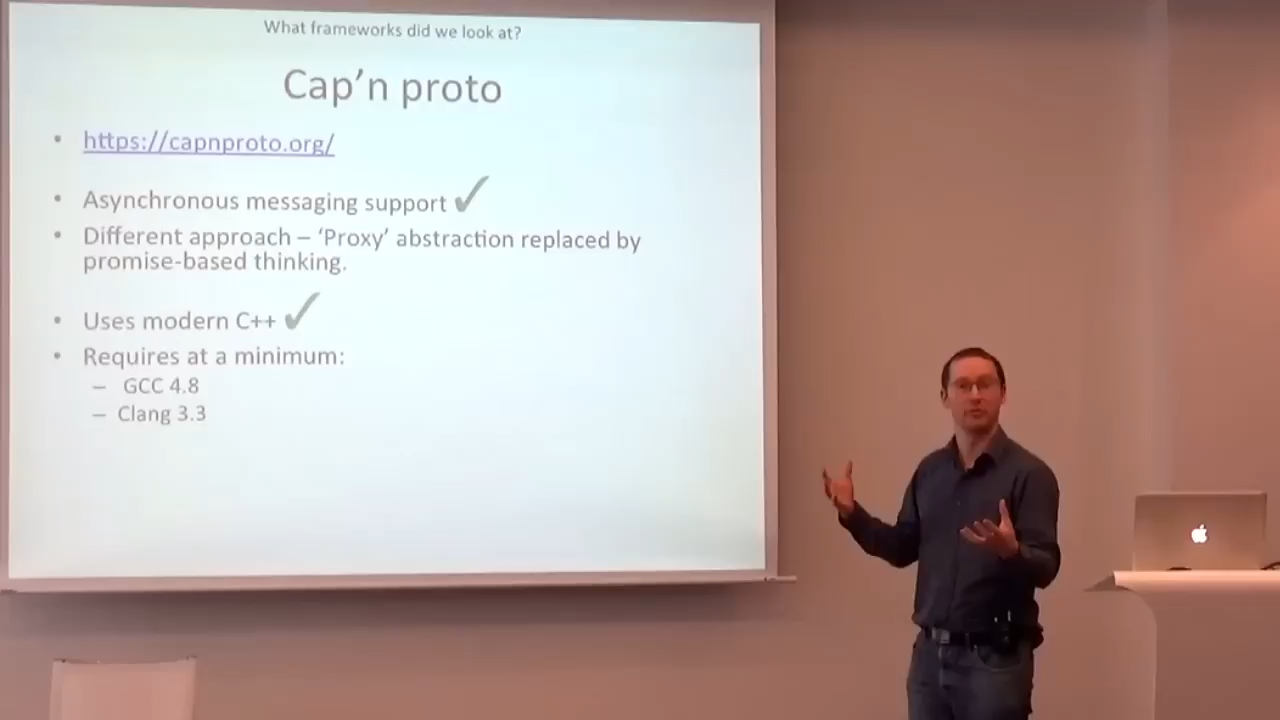 What frameworks did we look at?
Cap’n proto
• https://capnproto.org/
• Asynchronous messaging support ✓
• Different approach – ‘Proxy’ abstraction replaced by
promise-based thinking.
• Uses modern C++ ✓
• Requires at a minimum:
– GCC 4.8
– Clang 3.3